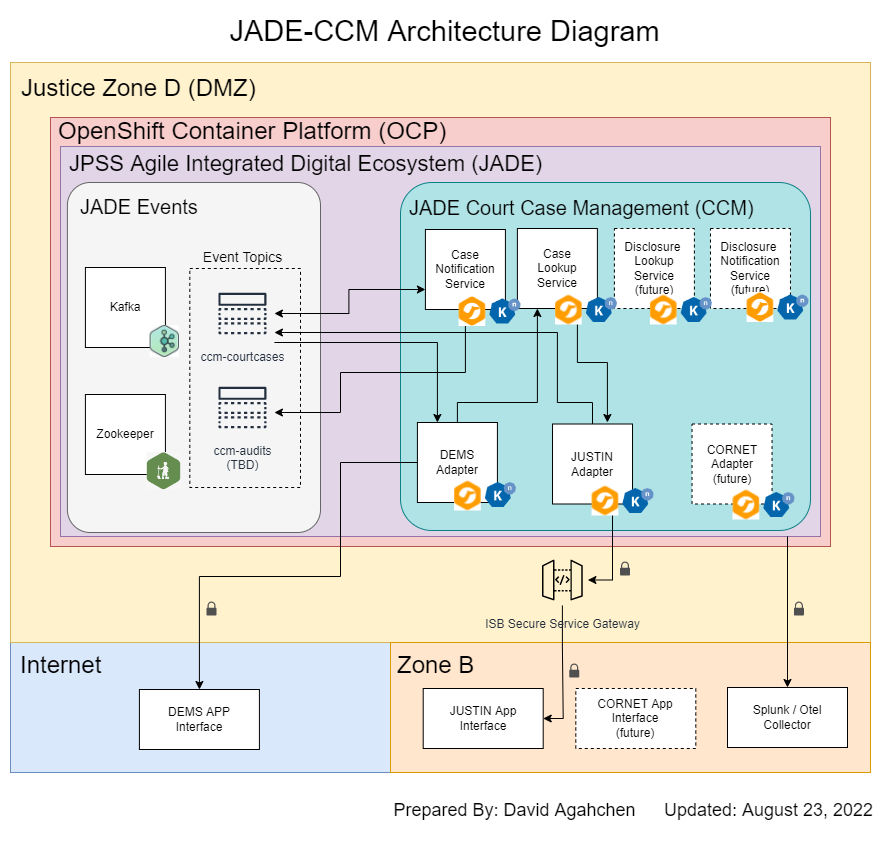 JADE-CCM Architecture Diagram
Justice Zone D (DMZ)
OpenShift Container Platform (OCP)
JPSS Agile Integrated Digital Ecosystem (JADE)
JADE Events
Event Topics
Kafka
ccm-courtcases
Zookeeper
ccm-audits
(TBD)
JADE Court Case Management (CCM)
Case
Notification
Service
K
n
Case
Lookup
Service
K
n
Disclosure
Lookup
Service
(future)
K
n
Disclosure
Notification
Service
(future)
K
n
DEMS
Adapter
K
n
JUSTIN
Adapter
K
n
CORNET
Adapter
(future)
K
n
</>
ISB Secure Service Gateway
Internet
DEMS APP
Interface
Zone B
JUSTIN App
Interface
CORNET App
Interface
(future)
Splunk / Otel
Collector
Prepared By: David Agahchen
Updated: August 23, 2022